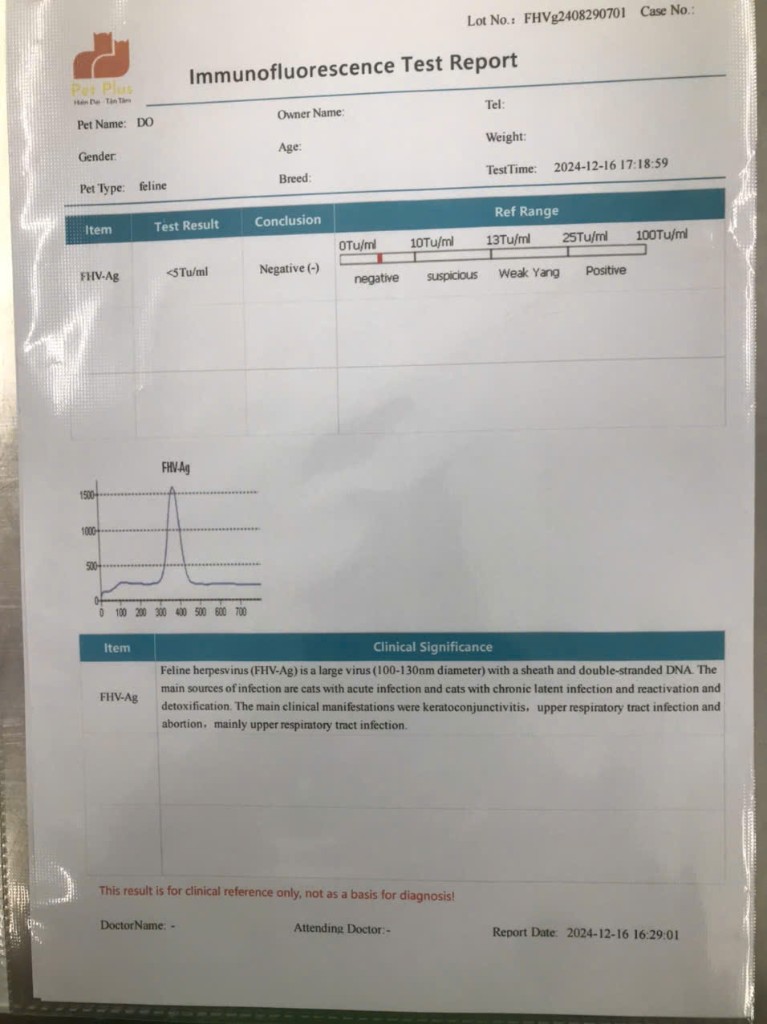 Lot No.: FHVg2408290701 Case No.:
Pet Plus
Hiểu Đạo - Tận Tâm
Immunofluorescence Test Report
Pet Name: DO Owner Name: Tel:
Gender: Age: Weight:
Pet Type: feline Breed: TestTime: 2024-12-16 17:18:59
Item Test Result Conclusion Ref Range
0Tu/ml 10Tu/ml 13Tu/ml 25Tu/ml 100Tu/ml
FHV-Ag <5Tu/ml Negative (-) negative suspicious Weak Yang Positive
FHV-Ag
1500
1000
500
0
0 100 200 300 400 500 600 700
Item Clinical Significance
FHV-Ag
Feline herpesvirus (FHV-Ag) is a large virus (100-130nm diameter) with a sheath and double-stranded DNA. The
main sources of infection are cats with acute infection and cats with chronic latent infection and reactivation and
detoxification. The main clinical manifestations were keratoconjunctivitis，upper respiratory tract infection and
abortion，mainly upper respiratory tract infection.
This result is for clinical reference only, not as a basis for diagnosis!
DoctorName: - Attending Doctor:- Report Date: 2024-12-16 16:29:01